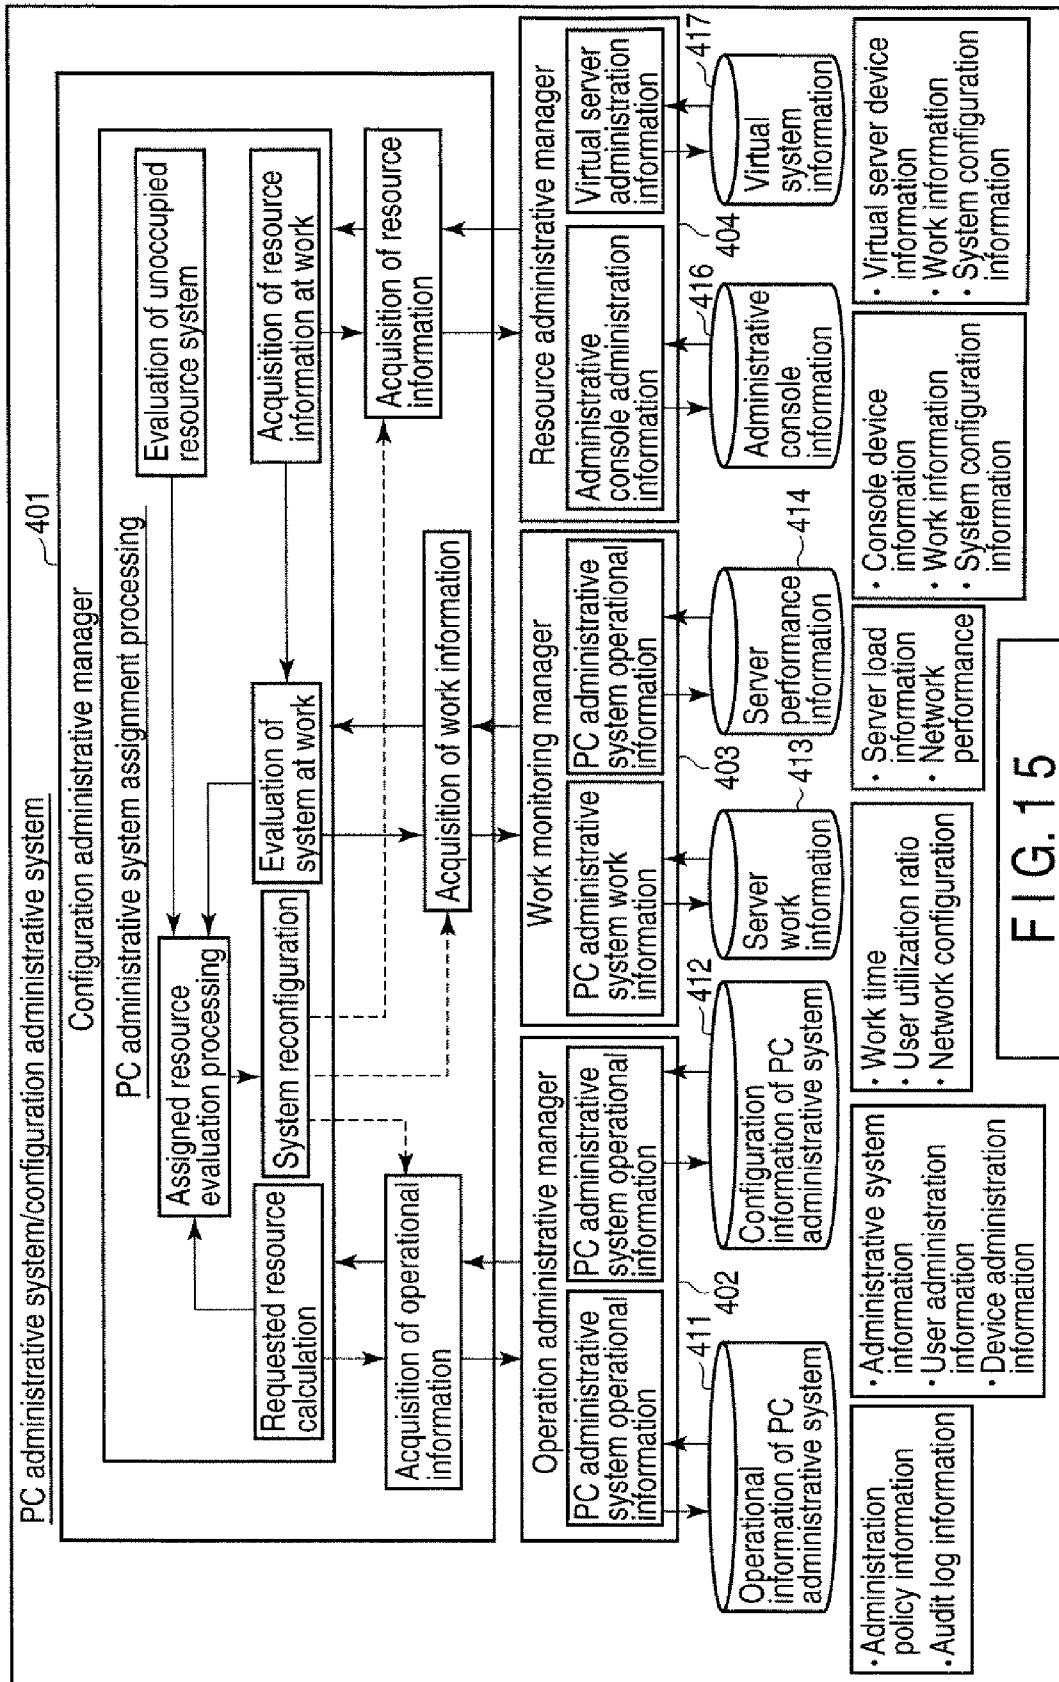 PC administrative system/configuration administrative system
401
Configuration administrative manager
PC administrative system assignment processing
Requested resource
calculation
Assigned resource
evaluation processing
System reconfiguration
Evaluation of
system at work
Evaluation of unoccupied
resource system
Acquisition of resource
information at work
Acquisition of operational
information
Acquisition of work information
Acquisition of resource
information
Operation administrative manager
PC administrative
system operational
information
PC administrative
system operational
information
402
Work monitoring manager
PC administrative
system work
information
PC administrative
system operational
information
403
Resource administrative manager
Administrative
console administration
information
Virtual server
administration
information
404
411
Operational
information of PC
administrative system
412
Configuration
information of PC
administrative system
413
Server
work
information
414
Server
performance
information
416
Administrative
console
information
417
Virtual
system
information
· Administration
policy information
· Audit log information
· Administrative system
information
· User administration
information
· Device administration
information
· Work time
· User utilization ratio
· Network configuration
· Server load
information
· Network
performance
· Console device
information
· Work information
· System configuration
information
· Virtual server device
information
· Work information
· System configuration
information
FIG. 15